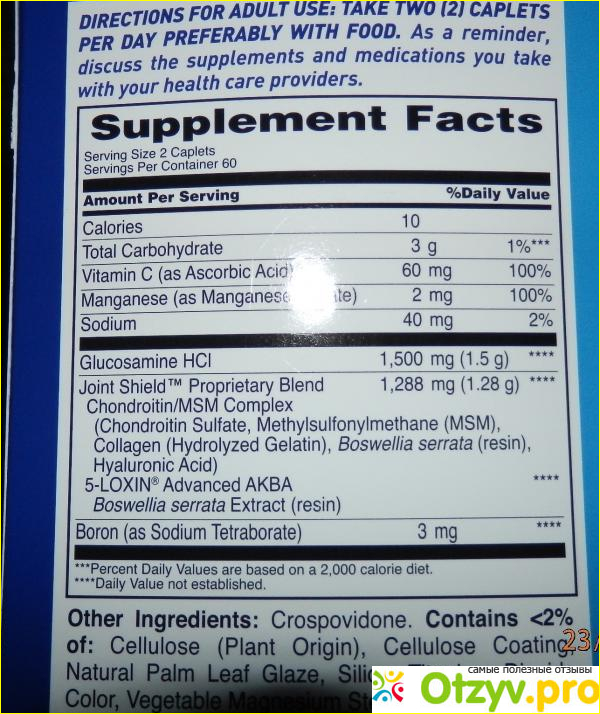 DIRECTIONS FOR ADULT USE: TAKE TWO (2) CAPLETS
PER DAY PREFERABLY WITH FOOD. As a reminder,
discuss the supplements and medications you take
with your health care providers.
Supplement Facts
Serving Size 2 Caplets
Servings Per Container 60
Amount Per Serving %Daily Value
Calories 10
Total Carbohydrate 3 g 1%***
Vitamin C (as Ascorbic Acid) 60 mg 100%
Manganese (as Manganese 2 mg 100%
Sodium 40 mg 2%
Glucosamine HCl 1,500 mg (1.5 g) ****
Joint Shield™ Proprietary Blend 1,288 mg (1.28 g) ****
Chondroitin/MSM Complex
(Chondroitin Sulfate, Methylsulfonylmethane (MSM),
Collagen (Hydrolyzed Gelatin), Boswellia serrata (resin),
Hyaluronic Acid)
5-LOXIN® Advanced AKBA ****
Boswellia serrata Extract (resin)
Boron (as Sodium Tetraborate) 3 mg ****
***Percent Daily Values are based on a 2,000 calorie diet.
****Daily Value not established.
Other Ingredients: Crospovidone. Contains <2%
of: Cellulose (Plant Origin), Cellulose Coating, 23/
Natural Palm Leaf Glaze,
самые полезные отзывы
Color, Vegetable
Otzyv.pro